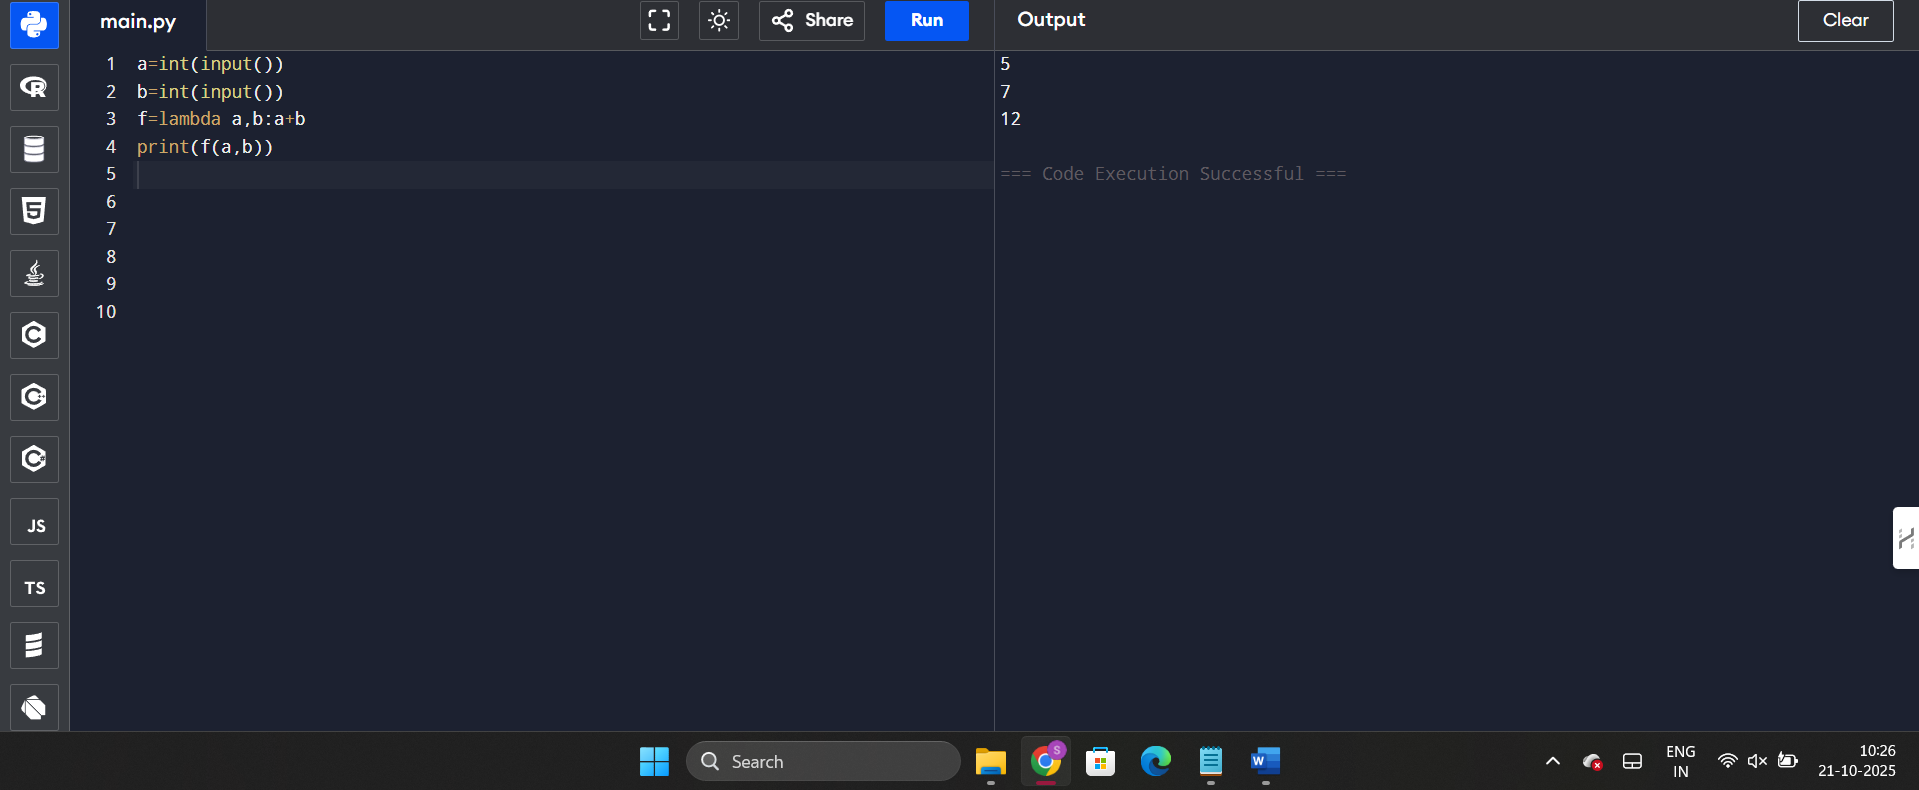 main.py
Share
Run
Output
Clear
1 a=int(input())
2 b=int(input())
3 f=lambda a,b:a+b
4 print(f(a,b))
5
6
7
8
9
10
5
7
12
=== Code Execution Successful ===
JS
TS
Search
S
W
ENG
IN
10:26
21-10-2025